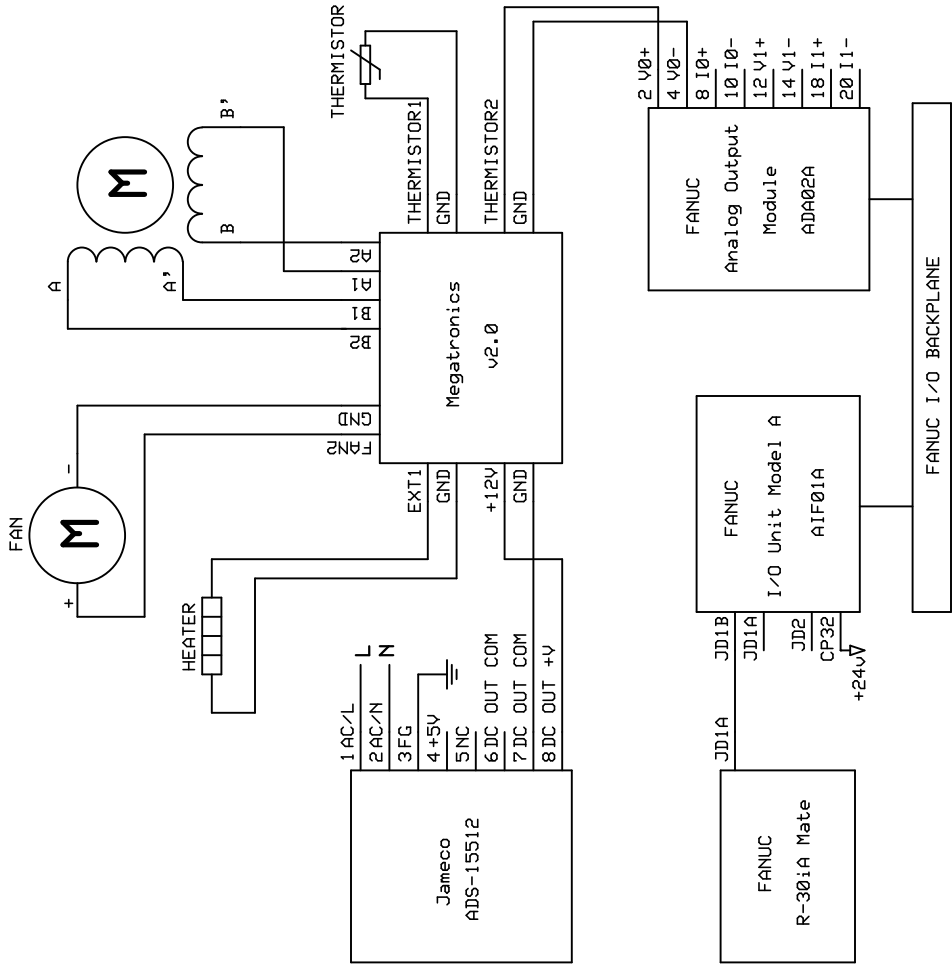 FAN
+
-
M
A
A'
M
B
B'
THERMISTOR
HEATER
B2
B1
A1
A2
FAN2
GND
EXT1
GND
+12V
GND
Megatronics
v2.0
THERMISTOR1
GND
THERMISTOR2
GND
L
N
1 AC/L
2 AC/N
3 FG
4 +5V
5 NC
6 DC OUT COM
7 DC OUT COM
8 DC OUT +V
Jameco
ADS-15512
2 V0+
4 V0-
8 I0+
10 I0-
12 V1+
14 V1-
18 I1+
20 I1-
FANUC
Analog Output
Module
ADA02A
FANUC
I/O Unit Model A
AIF01A
JD1B
JD1A
JD2
CP32
+24v
JD1A
FANUC
R-30iA Mate
FANUC I/O BACKPLANE